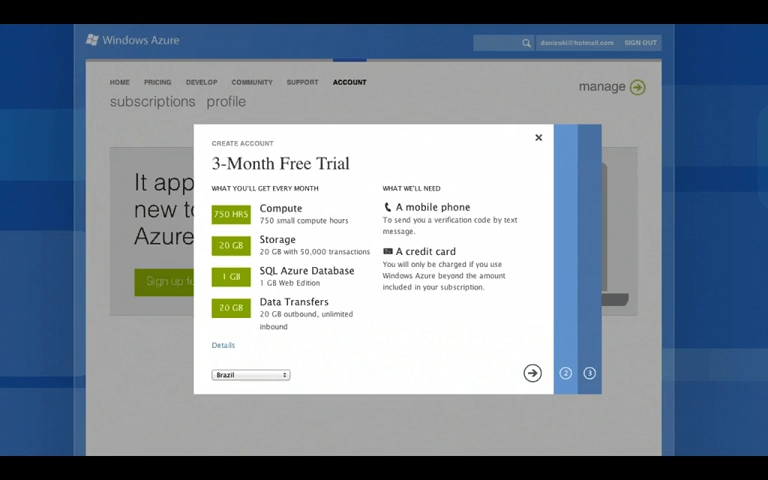 Windows Azure
danizuki@hotmail.com
SIGN OUT
HOME
PRICING
DEVELOP
COMMUNITY
SUPPORT
ACCOUNT
subscriptions
profile
manage
It app
new to
Azure
Sign up f
CREATE ACCOUNT
3-Month Free Trial
WHAT YOU'LL GET EVERY MONTH
750 HRS
Compute
750 small compute hours
20 GB
Storage
20 GB with 50,000 transactions
1 GB
SQL Azure Database
1 GB Web Edition
20 GB
Data Transfers
20 GB outbound, unlimited
inbound
Details
Brazil
WHAT WE'LL NEED
A mobile phone
To send you a verification code by text
message.
A credit card
You will only be charged if you use
Windows Azure beyond the amount
included in your subscription.
2
3